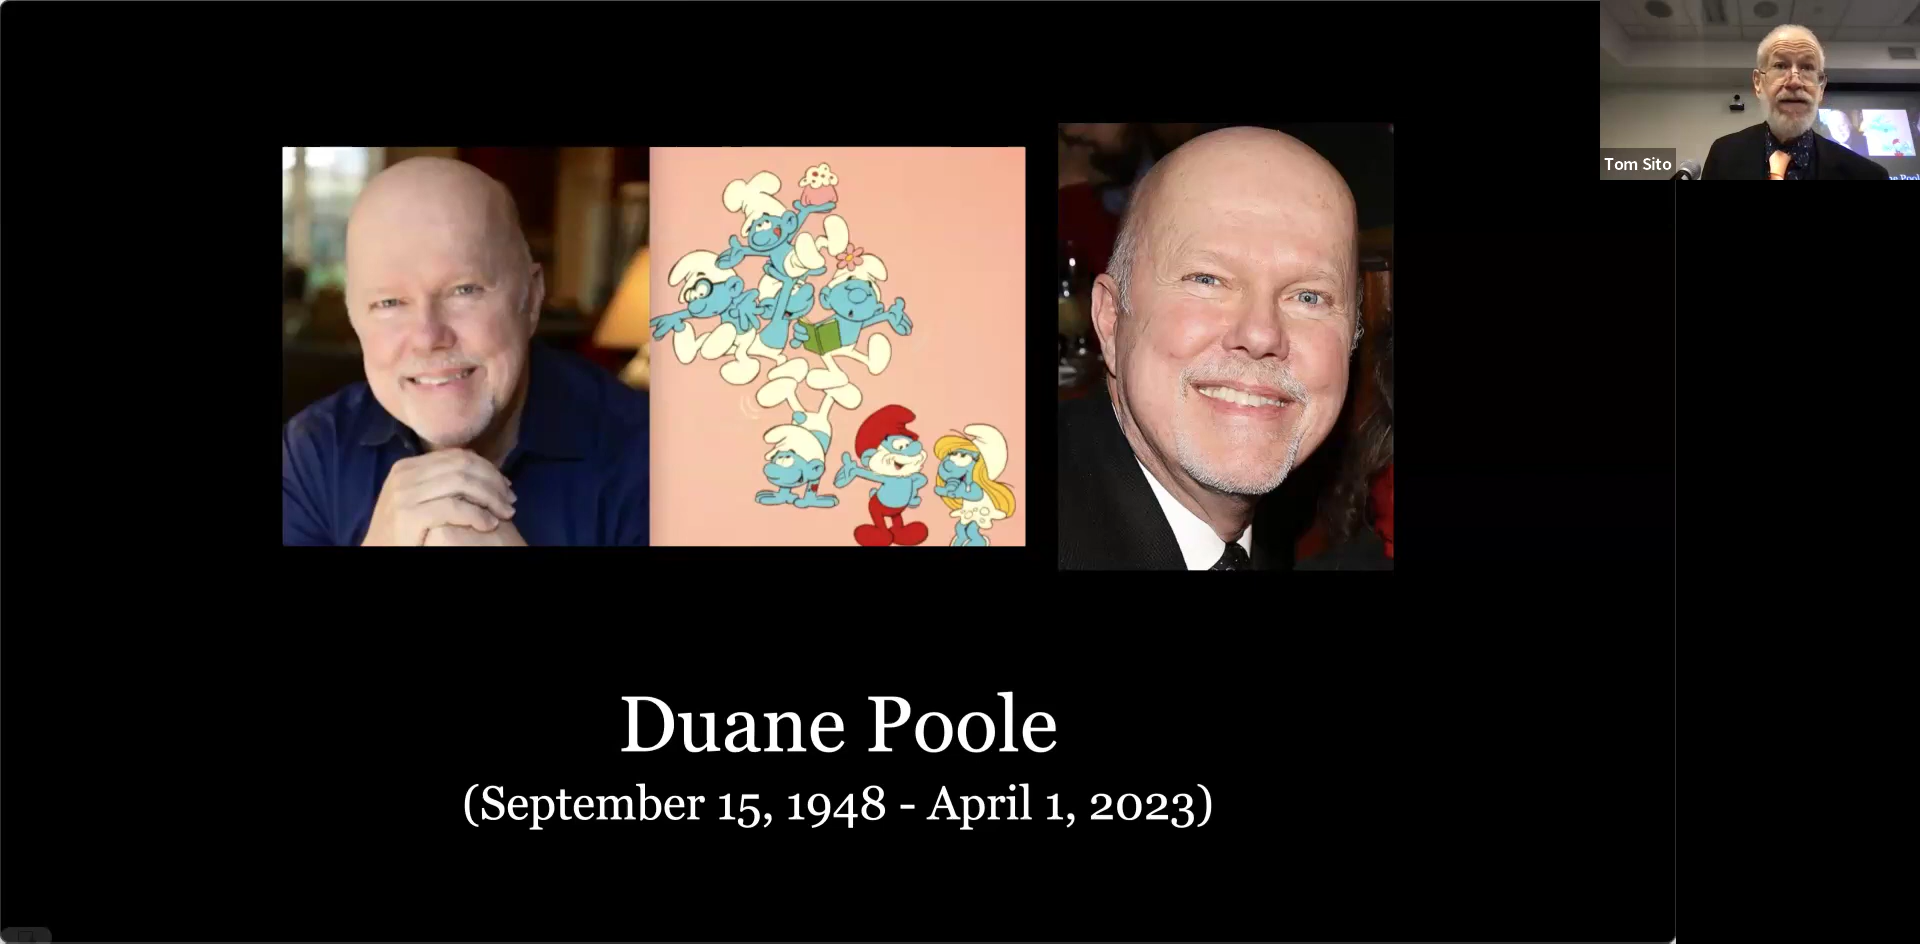 Tom Sito
Duane Poole
(September 15, 1948 - April 1, 2023)